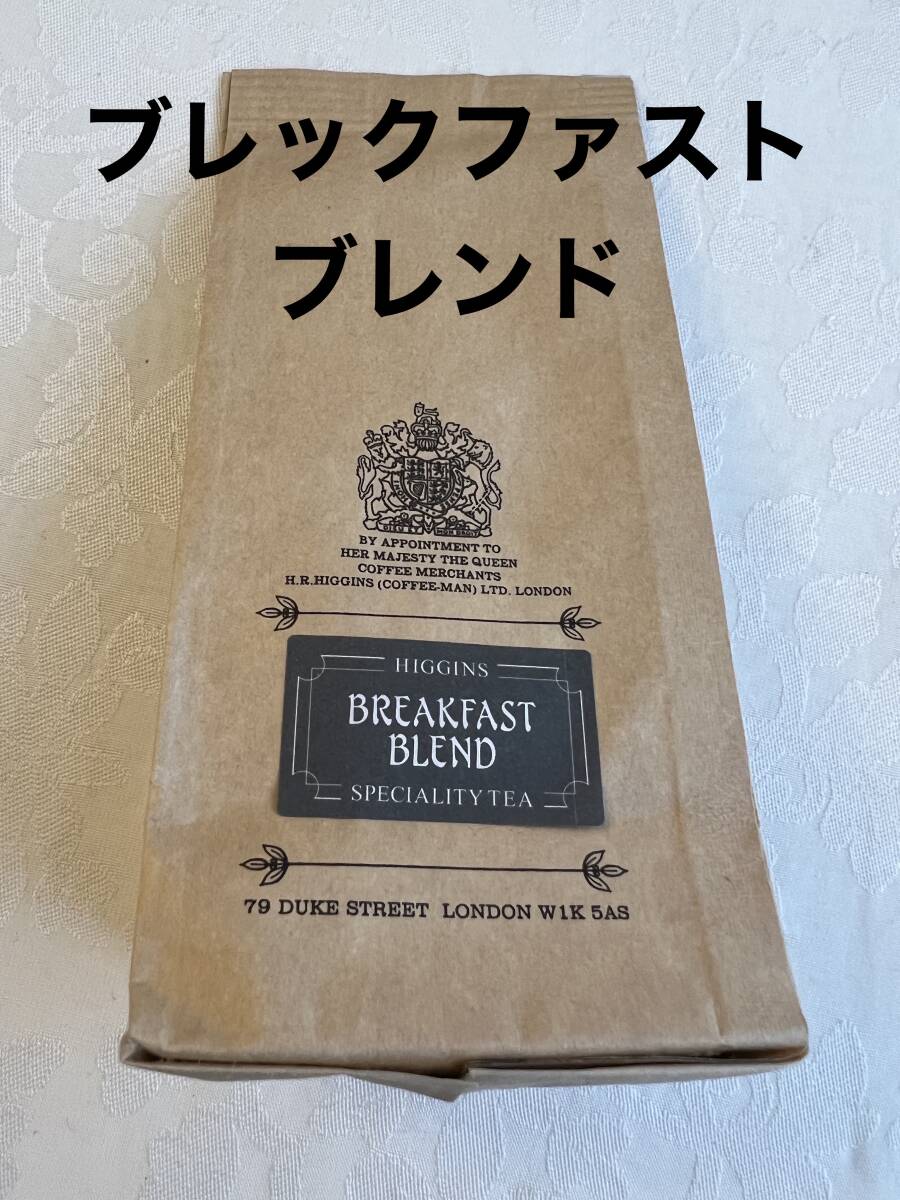 ブレックファスト
ブレンド
BY APPOINTMENT TO
HER MAJESTY THE QUEEN
COFFEE MERCHANTS
H.R.HIGGINS (COFFEE-MAN) LTD. LONDON
HIGGINS
BREAKFAST
BLEND
SPECIALITY TEA
79 DUKE STREET LONDON W1K 5AS